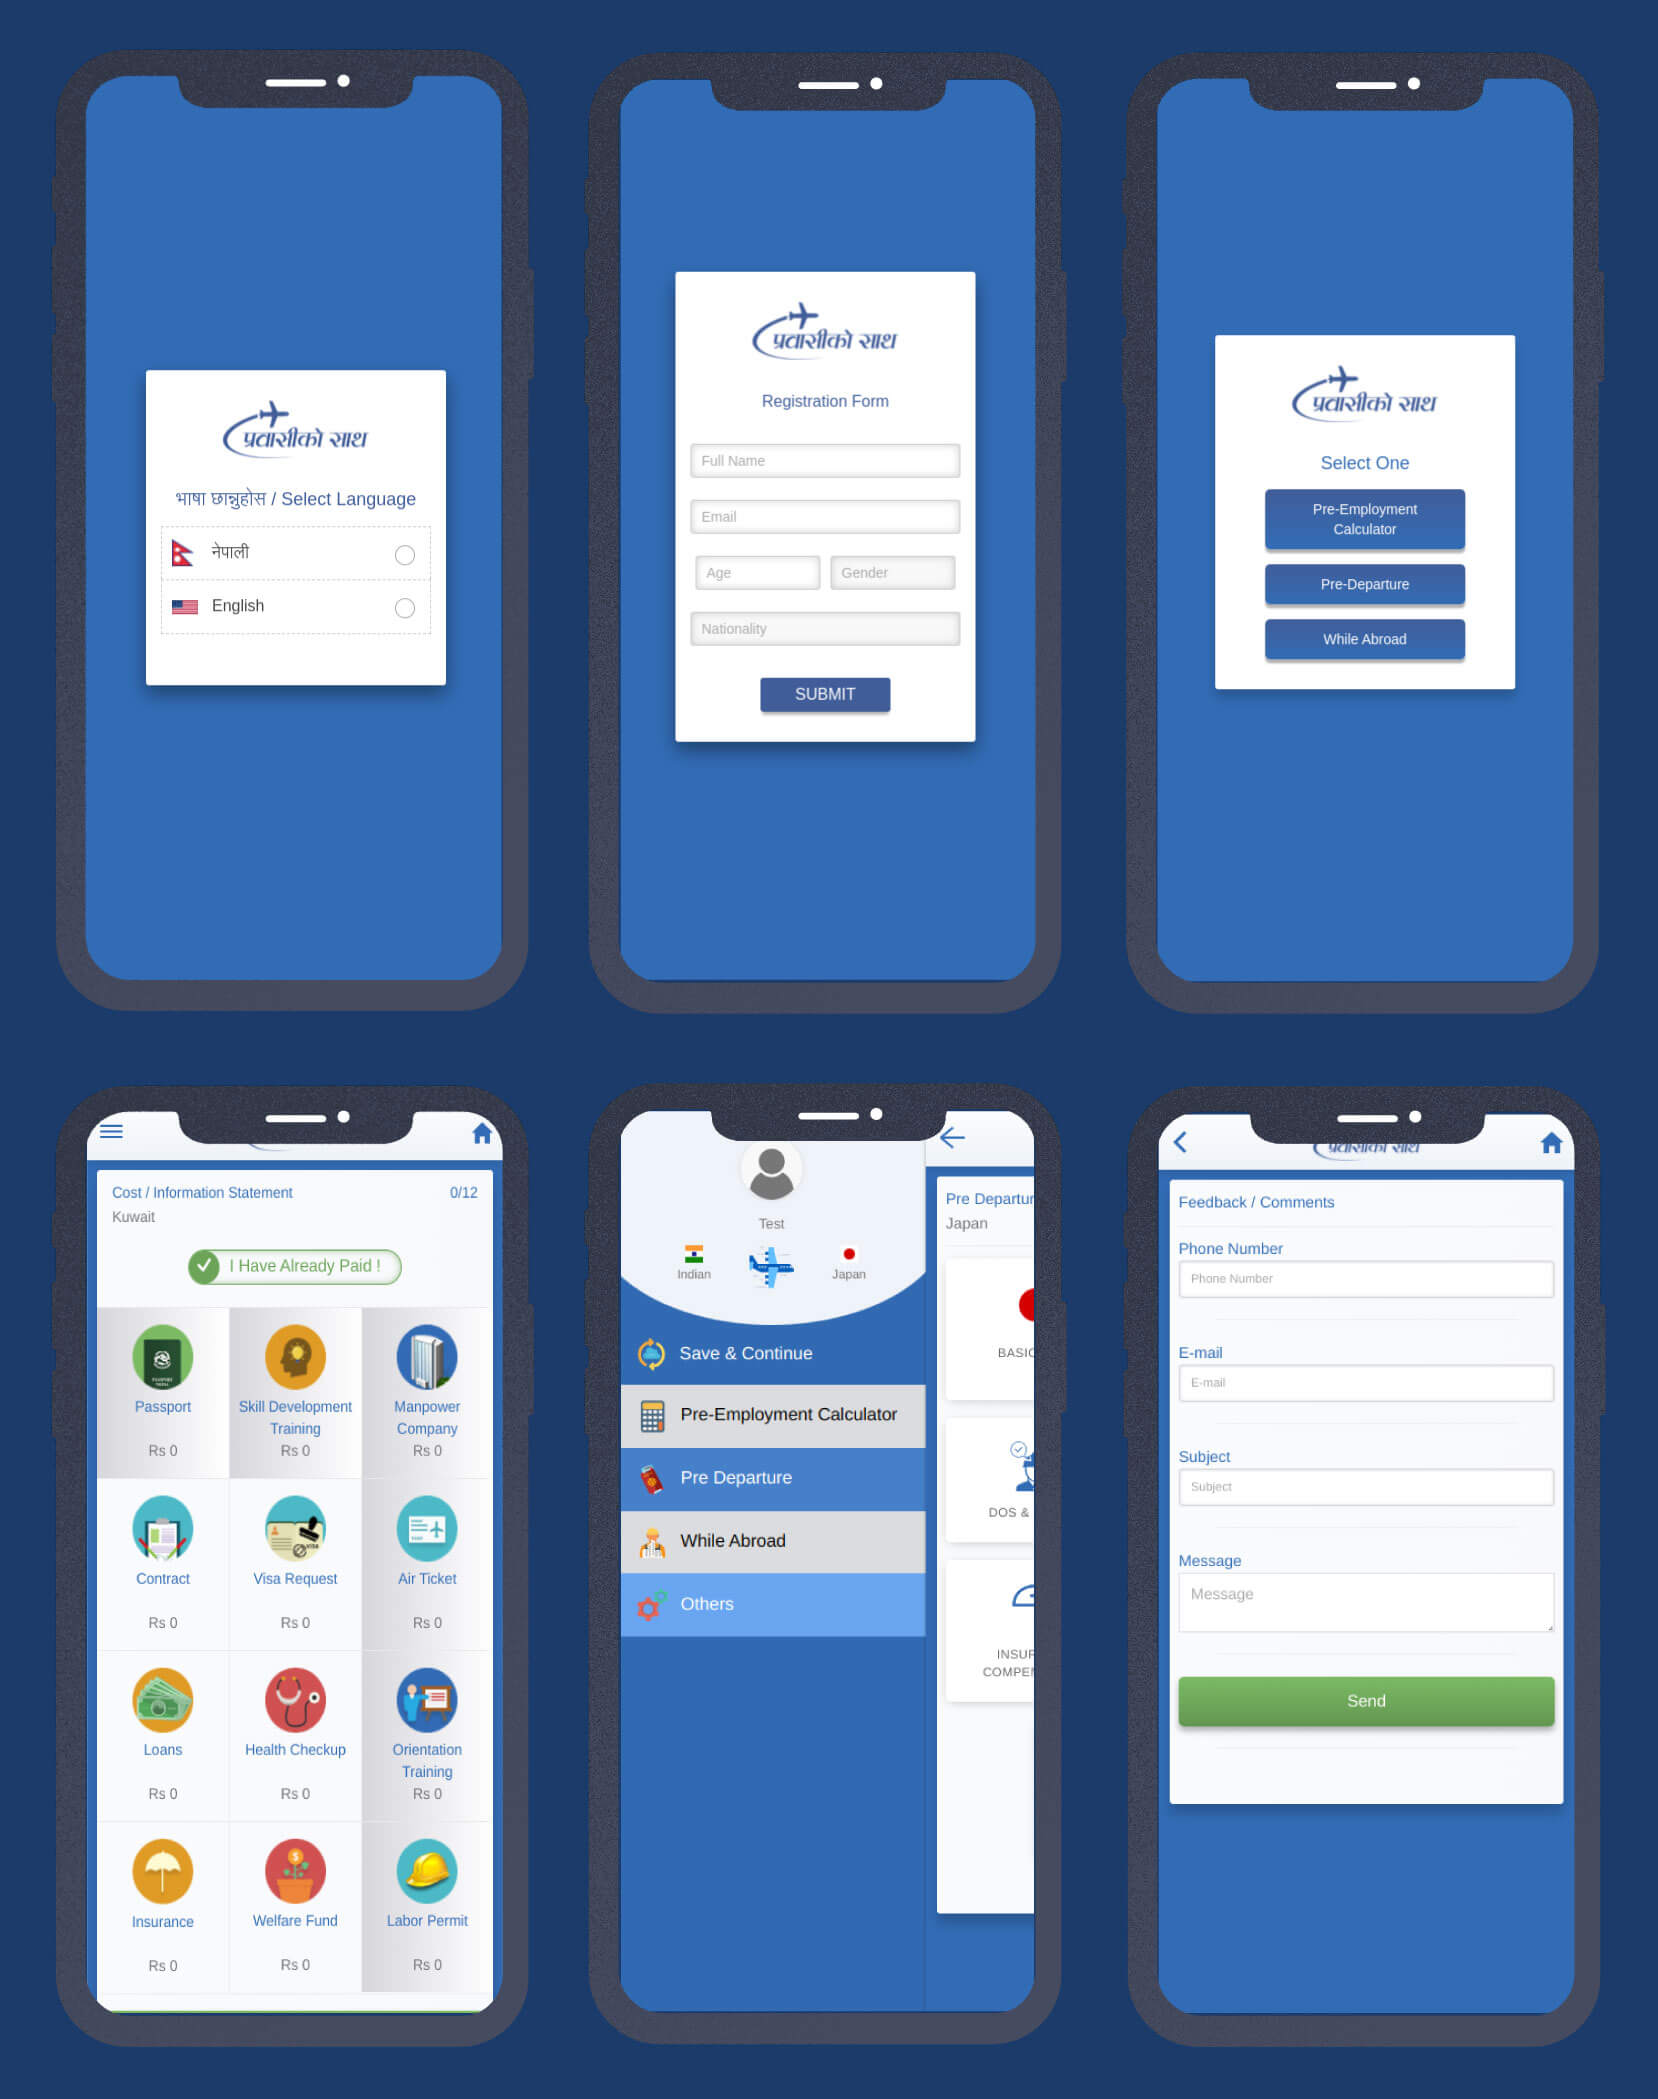 प्रवासीको साथ
भाषा छान्नुहोस / Select Language
नेपाली
English
प्रवासीको साथ
Registration Form
Full Name
Email
Age
Gender
Nationality
SUBMIT
प्रवासीको साथ
Select One
Pre-Employment
Calculator
Pre-Departure
While Abroad
Cost / Information Statement
0/12
Kuwait
I Have Already Paid !
Passport
Rs 0
Skill Development
Training
Rs 0
Manpower
Company
Rs 0
Contract
Rs 0
Visa Request
Rs 0
Air Ticket
Rs 0
Loans
Rs 0
Health Checkup
Rs 0
Orientation
Training
Rs 0
Insurance
Rs 0
Welfare Fund
Rs 0
Labor Permit
Rs 0
Test
Indian
Japan
Save & Continue
Pre-Employment Calculator
Pre Departure
While Abroad
Others
Pre Departur
Japan
BASIC
DOS &
INSUR
COMPEN
प्रवासीको साथ
Feedback / Comments
Phone Number
Phone Number
E-mail
E-mail
Subject
Subject
Message
Message
Send